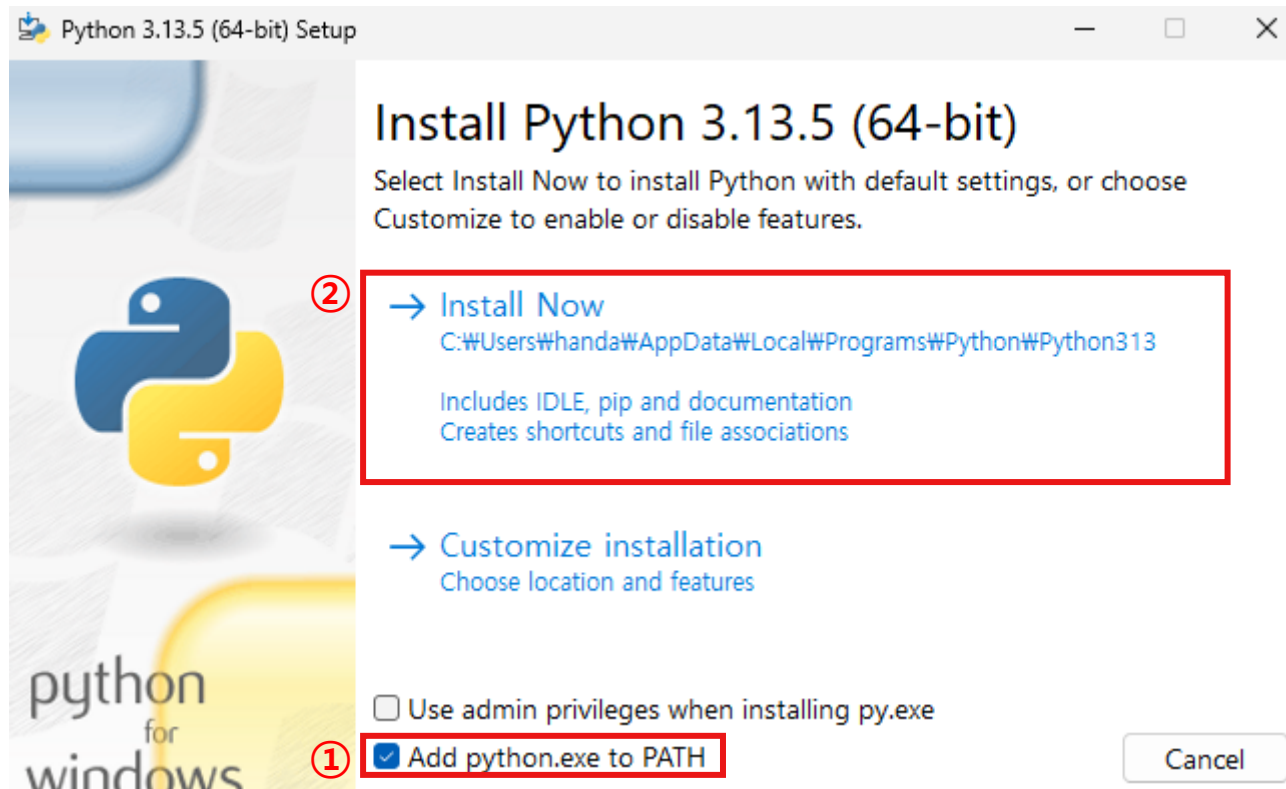 Python 3.13.5 (64-bit) Setup
Install Python 3.13.5 (64-bit)
Select Install Now to install Python with default settings, or choose
Customize to enable or disable features.
②
→ Install Now
C:₩Users₩handa₩AppData₩Local₩Programs₩Python₩Python313
Includes IDLE, pip and documentation
Creates shortcuts and file associations
→ Customize installation
Choose location and features
Use admin privileges when installing py.exe
①
Add python.exe to PATH
Cancel
python
for
windows